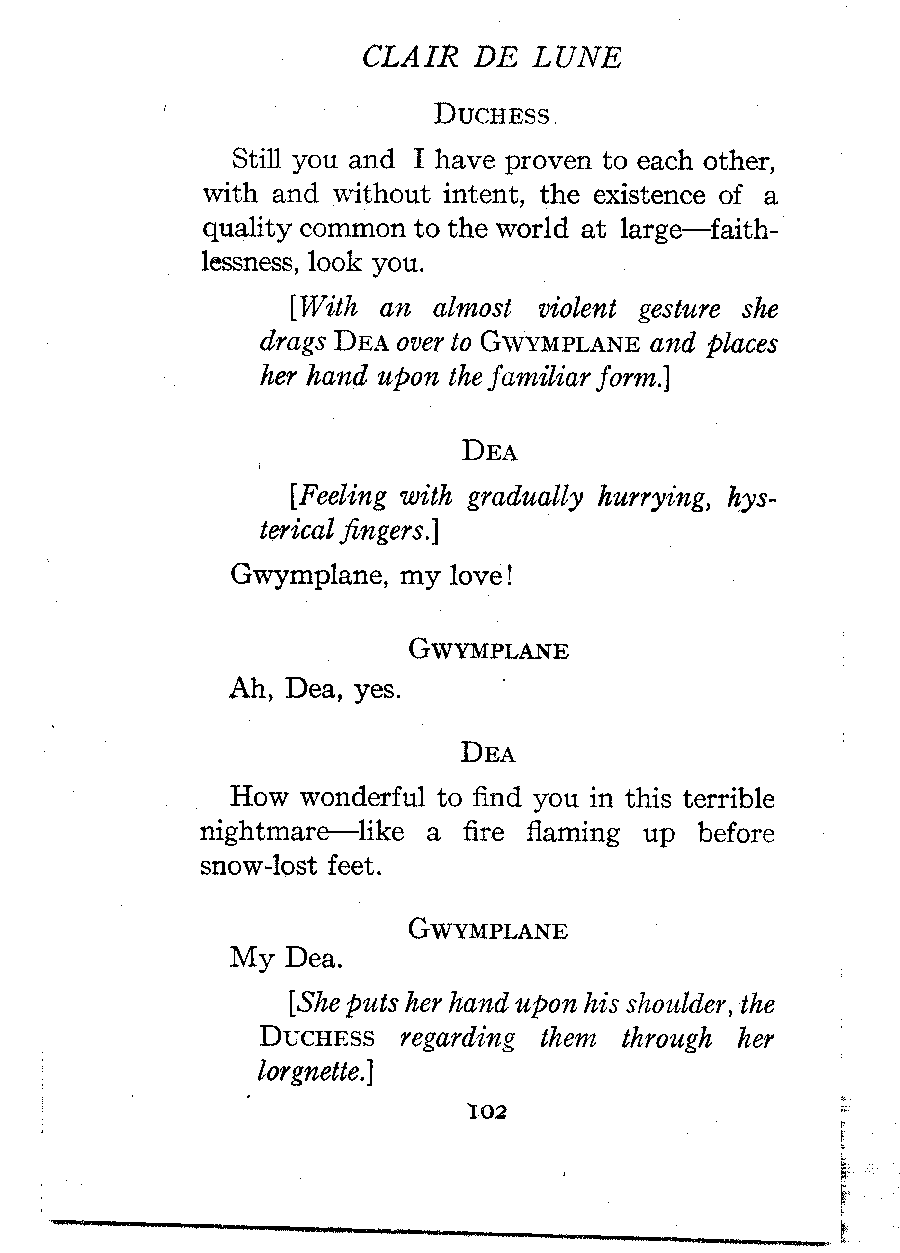 CLAIR DE LUNE
DUCHESS.
Still you and I have proven to each other,
with and without intent, the existence of a
quality common to the world at large—faith-
lessness, look you.
[With an almost violent gesture she
drags DEA over to GWYMPLANE and places
her hand upon the familiar form.]
DEA
[Feeling with gradually hurrying, hys-
terical fingers.]
Gwymplane, my love!
GWYMPLANE
Ah, Dea, yes.
DEA
How wonderful to find you in this terrible
nightmare—like a fire flaming up before
snow-lost feet.
GWYMPLANE
My Dea.
[She puts her hand upon his shoulder, the
DUCHESS regarding them through her
lorgnette.]
102